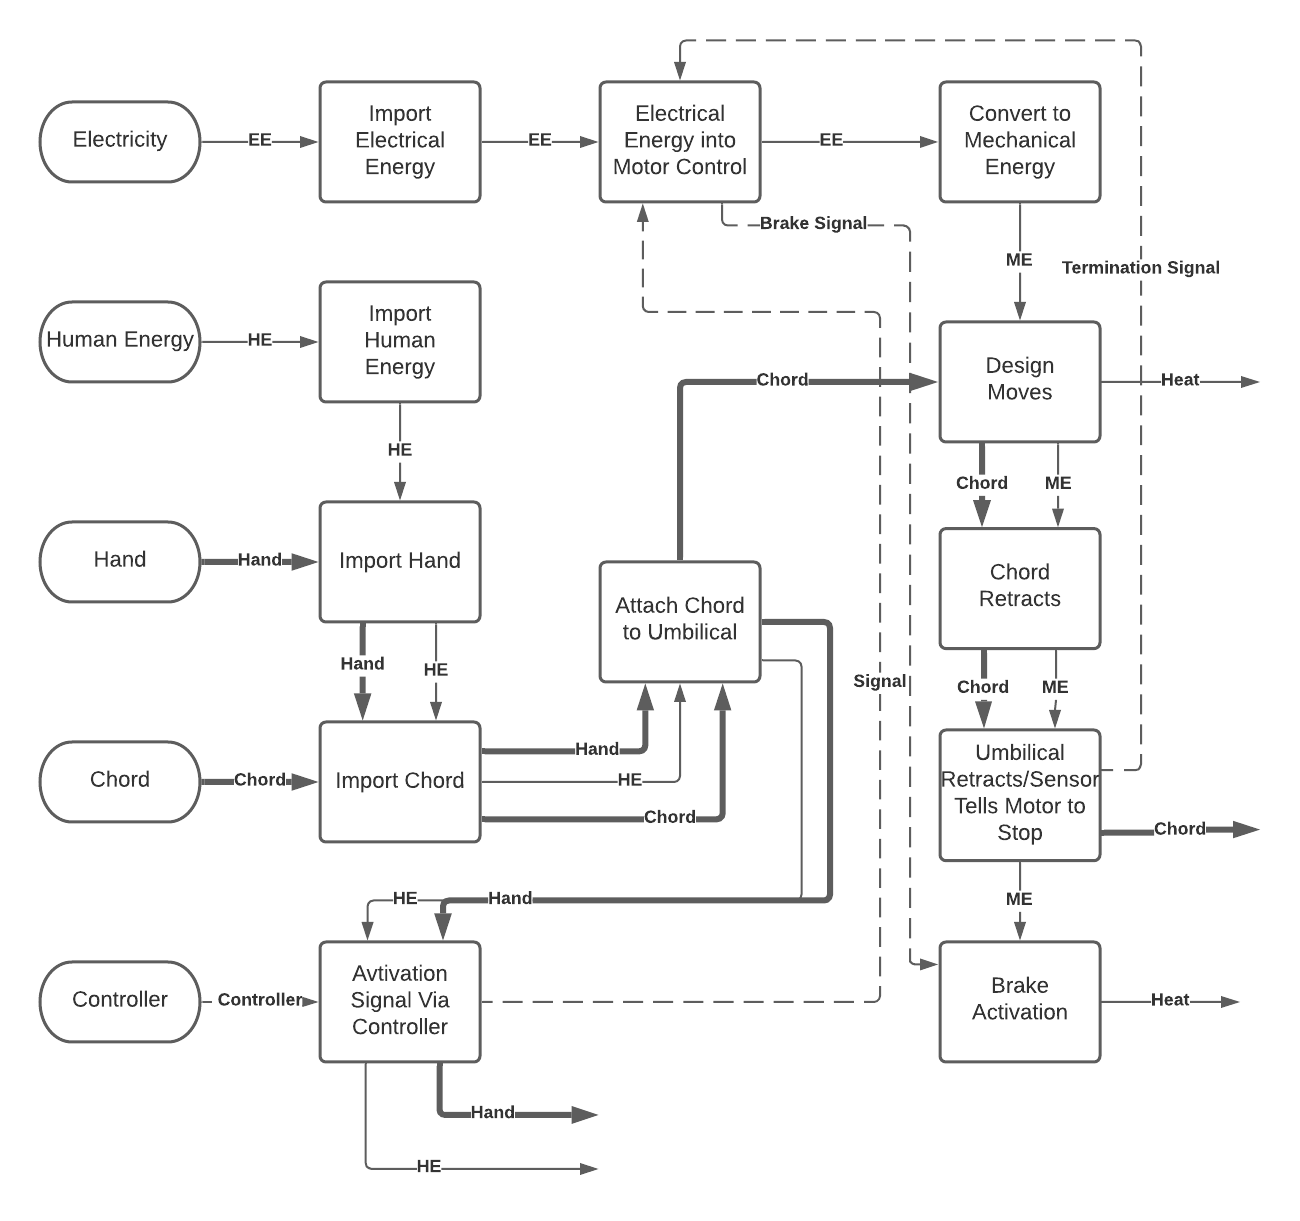 Electricity
EE
Import
Electrical
Energy
EE
Electrical
Energy into
Motor Control
EE
Convert to
Mechanical
Energy
Brake Signal
ME
Termination Signal
Human Energy
HE
Import
Human
Energy
HE
Chord
Design
Moves
Heat
Chord
ME
Hand
Hand
Import Hand
Hand
HE
Attach Chord
to Umbilical
Chord
Retracts
Signal
Chord
ME
Chord
Chord
Import Chord
Hand
HE
Chord
Umbilical
Retracts/Sensor
Tells Motor to
Stop
Chord
ME
HE
Hand
Controller
Controller
Avtivation
Signal Via
Controller
Brake
Activation
Heat
Hand
HE